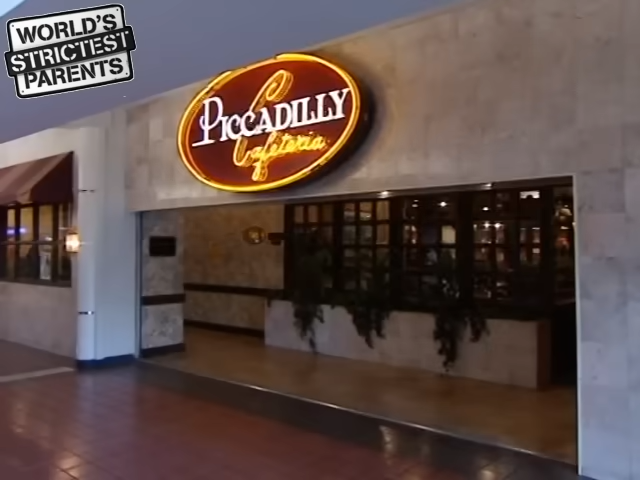 WORLD'S
STRICTEST
PARENTS
PICCADILLY
Cafeteria